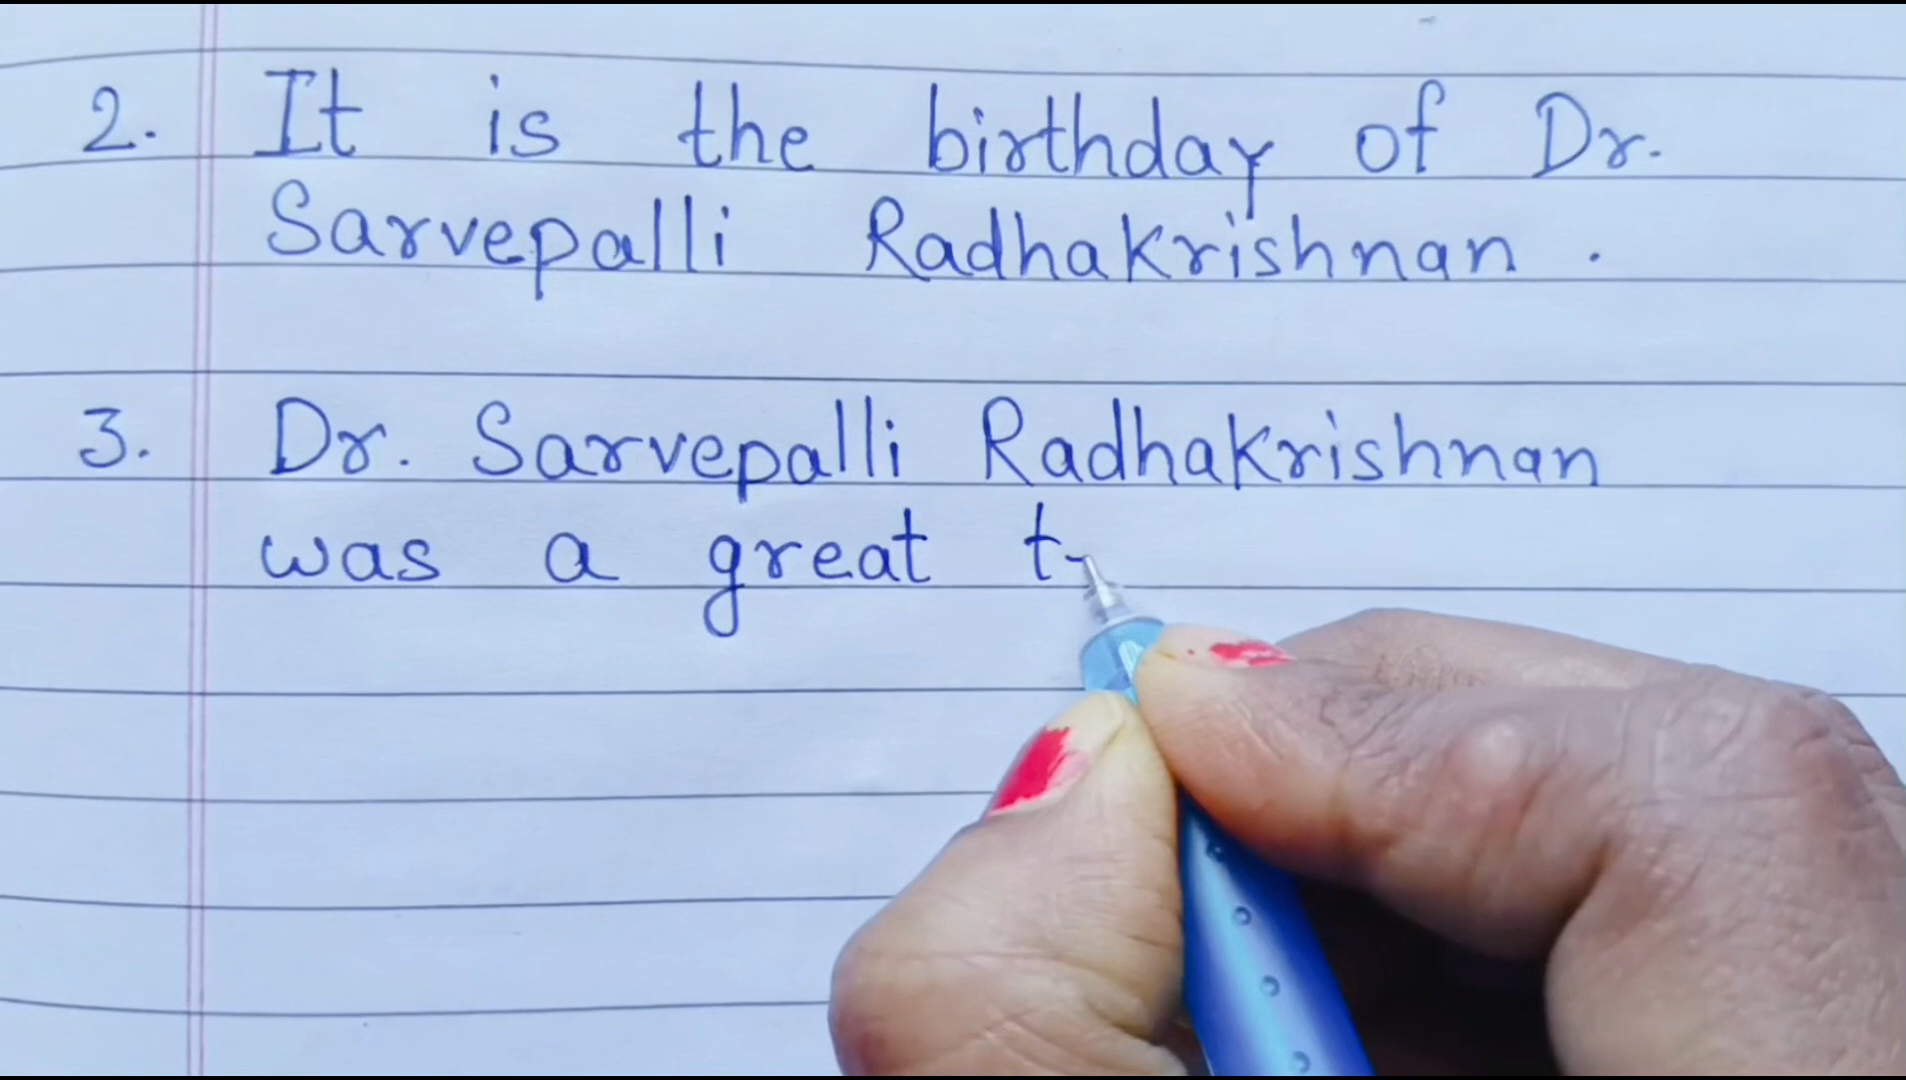 2. It is the birthday of Dr.
Sarvepalli Radhakrishnan .
3. Dr. Sarvepalli Radhakrishnan
was a great t